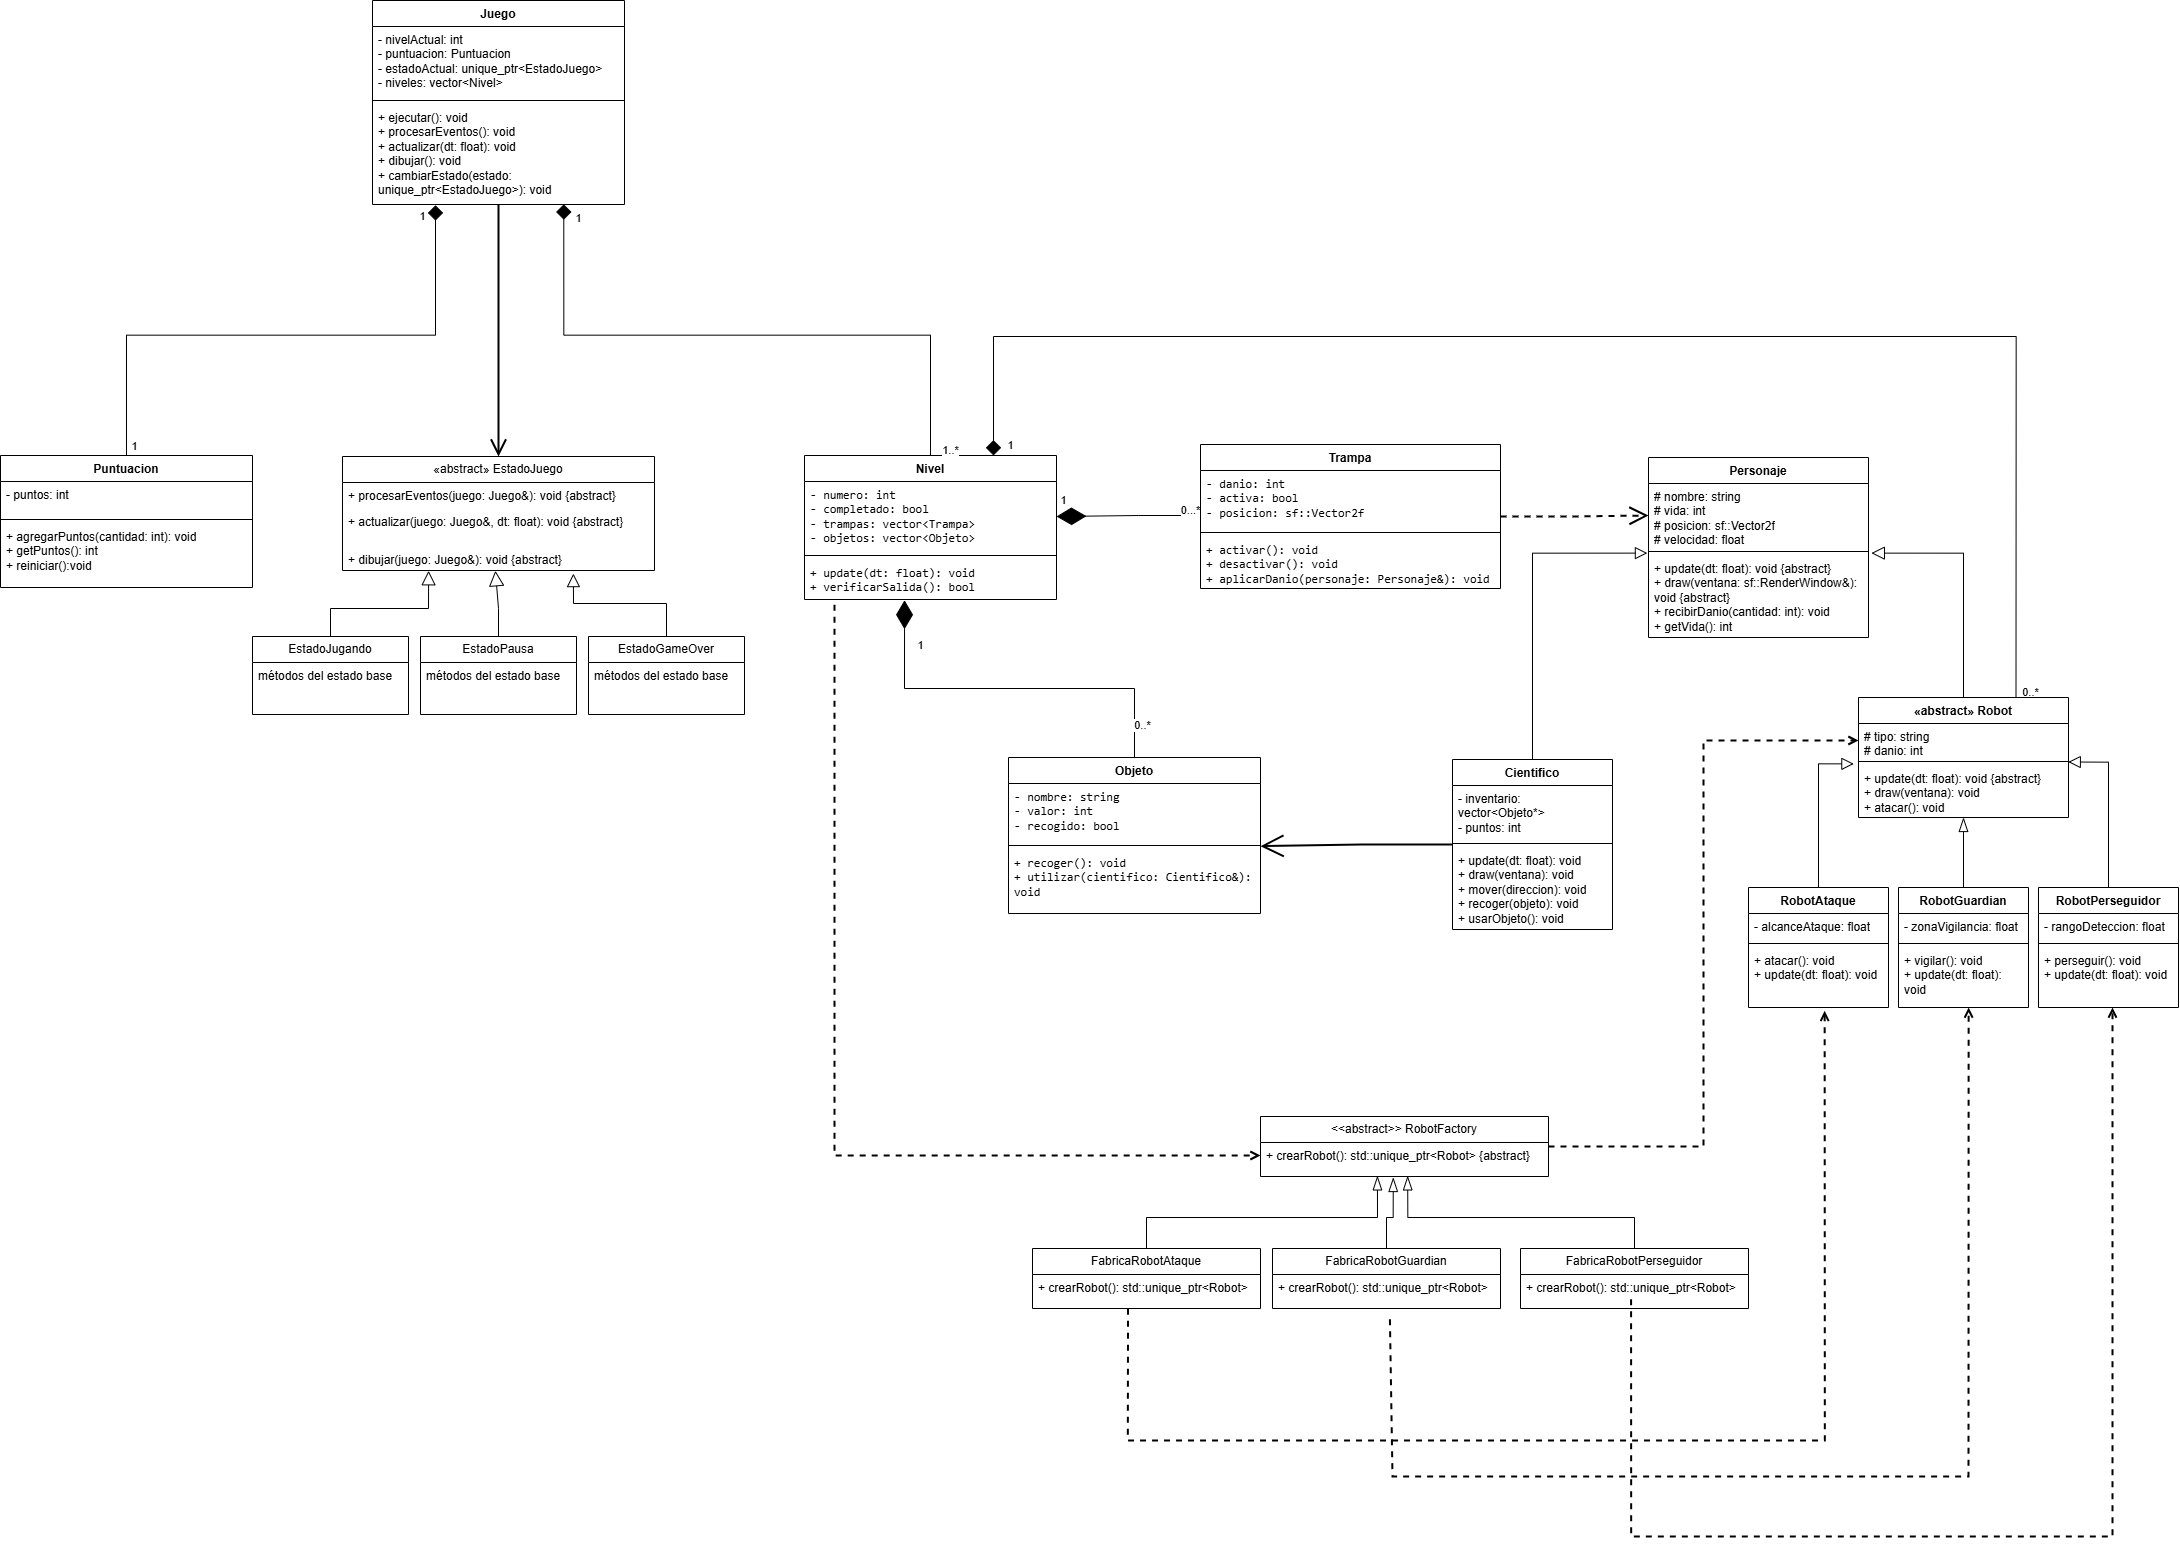 Juego
- nivelActual: int
- puntuacion: Puntuacion
- estadoActual: unique_ptr<EstadoJuego>
- niveles: vector<Nivel>
+ ejecutar(): void
+ procesarEventos(): void
+ actualizar(dt: float): void
+ dibujar(): void
+ cambiarEstado(estado:
unique_ptr<EstadoJuego>): void
1
1
1
Puntuacion
- puntos: int
+ agregarPuntos(cantidad: int): void
+ getPuntos(): int
+ reiniciar():void
«abstract» EstadoJuego
+ procesarEventos(juego: Juego&): void {abstract}
+ actualizar(juego: Juego&, dt: float): void {abstract}
+ dibujar(juego: Juego&): void {abstract}
EstadoJugando
métodos del estado base
EstadoPausa
métodos del estado base
EstadoGameOver
métodos del estado base
1..*
1
Nivel
- numero: int
- completado: bool
- trampas: vector<Trampa>
- objetos: vector<Objeto>
+ update(dt: float): void
+ verificarSalida(): bool
1
0...*
1
0..*
Trampa
- danio: int
- activa: bool
- posicion: sf::Vector2f
+ activar(): void
+ desactivar(): void
+ aplicarDanio(personaje: Personaje&): void
Personaje
# nombre: string
# vida: int
# posicion: sf::Vector2f
# velocidad: float
+ update(dt: float): void {abstract}
+ draw(ventana: sf::RenderWindow&):
void {abstract}
+ recibirDanio(cantidad: int): void
+ getVida(): int
0..*
«abstract» Robot
# tipo: string
# danio: int
+ update(dt: float): void {abstract}
+ draw(ventana): void
+ atacar(): void
Objeto
- nombre: string
- valor: int
- recogido: bool
+ recoger(): void
+ utilizar(cientifico: Cientifico&):
void
Cientifico
- inventario:
vector<Objeto*>
- puntos: int
+ update(dt: float): void
+ draw(ventana): void
+ mover(direccion): void
+ recoger(objeto): void
+ usarObjeto(): void
RobotAtaque
- alcanceAtaque: float
+ atacar(): void
+ update(dt: float): void
RobotGuardian
- zonaVigilancia: float
+ vigilar(): void
+ update(dt: float):
void
RobotPerseguidor
- rangoDeteccion: float
+ perseguir(): void
+ update(dt: float): void
<<abstract>> RobotFactory
+ crearRobot(): std::unique_ptr<Robot> {abstract}
FabricaRobotAtaque
+ crearRobot(): std::unique_ptr<Robot>
FabricaRobotGuardian
+ crearRobot(): std::unique_ptr<Robot>
FabricaRobotPerseguidor
+ crearRobot(): std::unique_ptr<Robot>